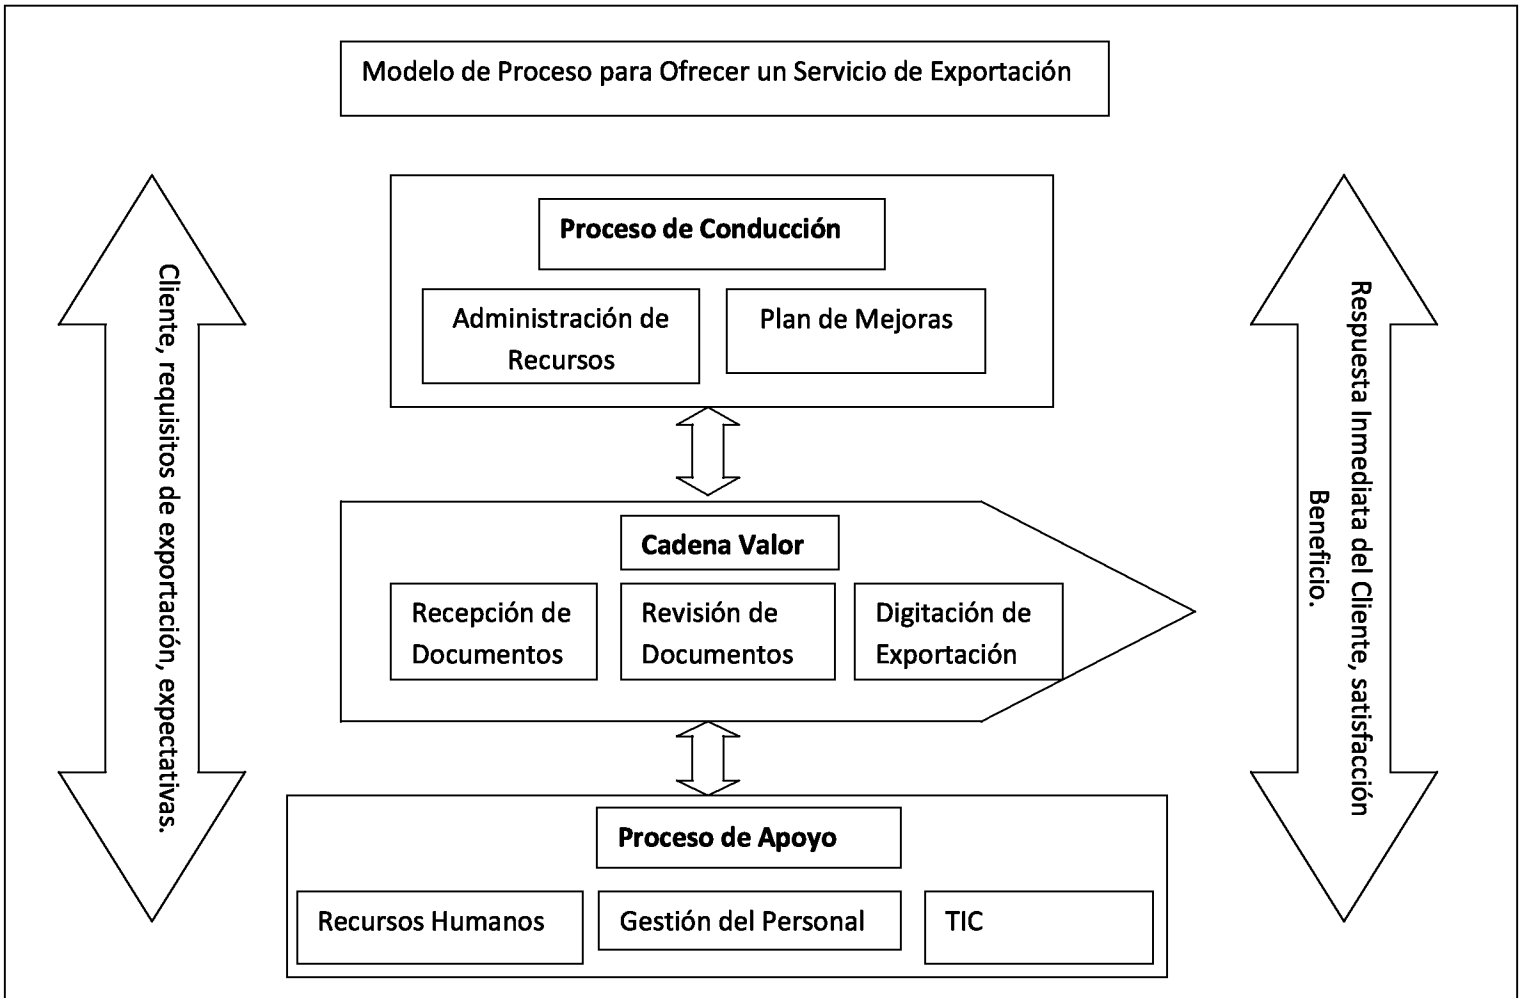 Modelo de Proceso para Ofrecer un Servicio de Exportación
Cliente, requisitos de exportación, expectativas.
Proceso de Conducción
Administración de
Recursos
Plan de Mejoras
Cadena Valor
Recepción de
Documentos
Revisión de
Documentos
Digitación de
Exportación
Proceso de Apoyo
Recursos Humanos
Gestión del Personal
TIC
Respuesta Inmediata del Cliente, satisfacción
Beneficio.